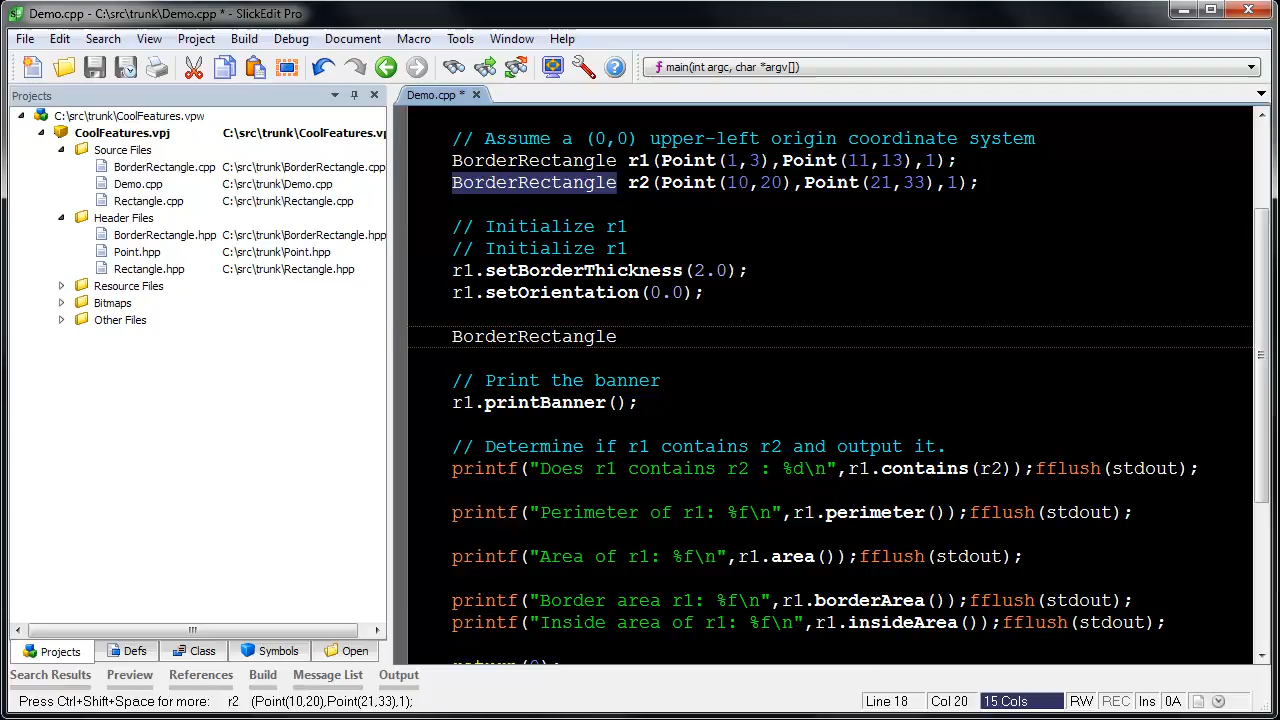 Demo.cpp - C:\src\trunk\Demo.cpp * - SlickEdit Pro
File Edit Search View Project Build Debug Document Macro Tools Window Help
main(int argc, char *argv[])
Projects
Demo.cpp *
C:\src\trunk\CoolFeatures.vpw
CoolFeatures.vpj C:\src\trunk\CoolFeatures.vp
Source Files
BorderRectangle.cpp C:\src\trunk\BorderRectangle.cpp
Demo.cpp C:\src\trunk\Demo.cpp
Rectangle.cpp C:\src\trunk\Rectangle.cpp
Header Files
BorderRectangle.hpp C:\src\trunk\BorderRectangle.hpp
Point.hpp C:\src\trunk\Point.hpp
Rectangle.hpp C:\src\trunk\Rectangle.hpp
Resource Files
Bitmaps
Other Files
// Assume a (0,0) upper-left origin coordinate system
BorderRectangle r1(Point(1,3),Point(11,13),1);
BorderRectangle r2(Point(10,20),Point(21,33),1);
// Initialize r1
// Initialize r1
r1.setBorderThickness(2.0);
r1.setOrientation(0.0);
BorderRectangle
// Print the banner
r1.printBanner();
// Determine if r1 contains r2 and output it.
printf("Does r1 contains r2 : %d\n",r1.contains(r2));fflush(stdout);
printf("Perimeter of r1: %f\n",r1.perimeter());fflush(stdout);
printf("Area of r1: %f\n",r1.area());fflush(stdout);
printf("Border area r1: %f\n",r1.borderArea());fflush(stdout);
printf("Inside area of r1: %f\n",r1.insideArea());fflush(stdout);
return(0);
Projects Defs Class Symbols Open
Search Results Preview References Build Message List Output
Press Ctrl+Shift+Space for more: r2 (Point(10,20),Point(21,33),1);
Line 18 Col 20 15 Cols RW REC Ins 0A